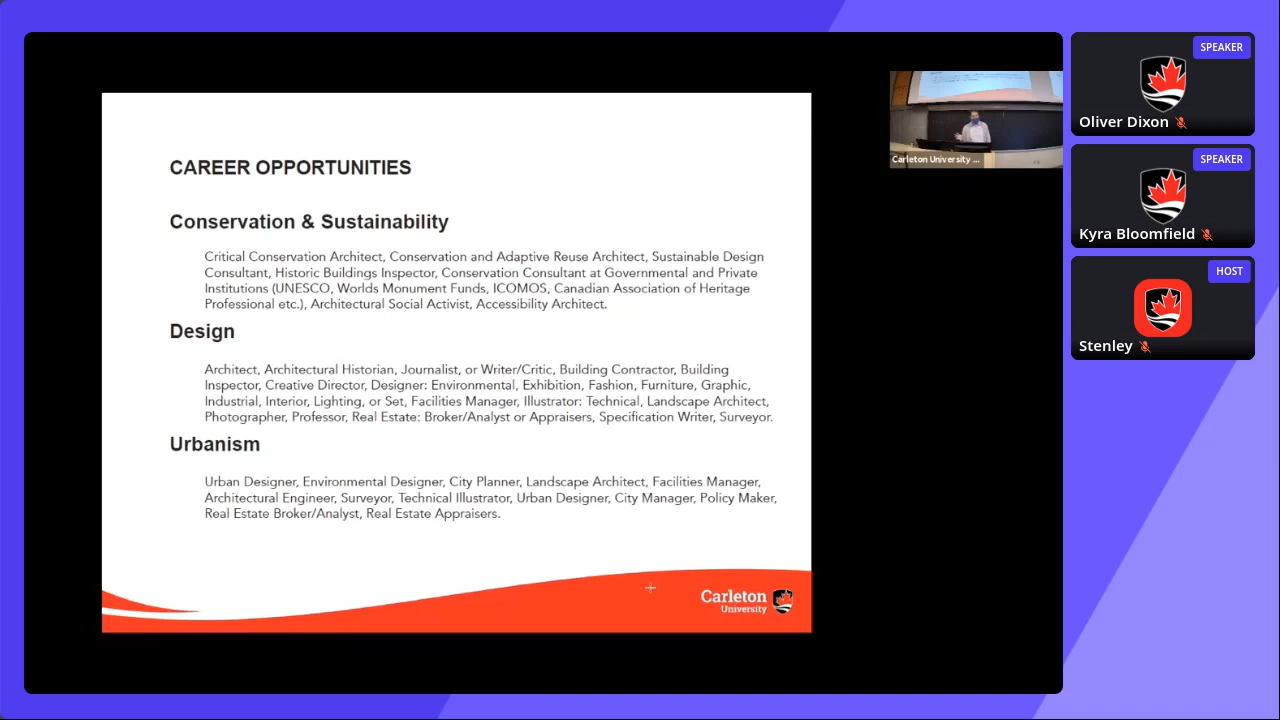 CAREER OPPORTUNITIES
Conservation & Sustainability
Critical Conservation Architect, Conservation and Adaptive Reuse Architect, Sustainable Design
Consultant, Historic Buildings Inspector, Conservation Consultant at Governmental and Private
Institutions (UNESCO, Worlds Monument Funds, ICOMOS, Canadian Association of Heritage
Professional etc.), Architectural Social Activist, Accessibility Architect.
Design
Architect, Architectural Historian, Journalist, or Writer/Critic, Building Contractor, Building
Inspector, Creative Director, Designer: Environmental, Exhibition, Fashion, Furniture, Graphic,
Industrial, Interior, Lighting, or Set, Facilities Manager, Illustrator: Technical, Landscape Architect,
Photographer, Professor, Real Estate: Broker/Analyst or Appraisers, Specification Writer, Surveyor.
Urbanism
Urban Designer, Environmental Designer, City Planner, Landscape Architect, Facilities Manager,
Architectural Engineer, Surveyor, Technical Illustrator, Urban Designer, City Manager, Policy Maker,
Real Estate Broker/Analyst, Real Estate Appraisers.
Carleton
University
Carleton University ...
SPEAKER
Oliver Dixon
SPEAKER
Kyra Bloomfield
HOST
Stenley